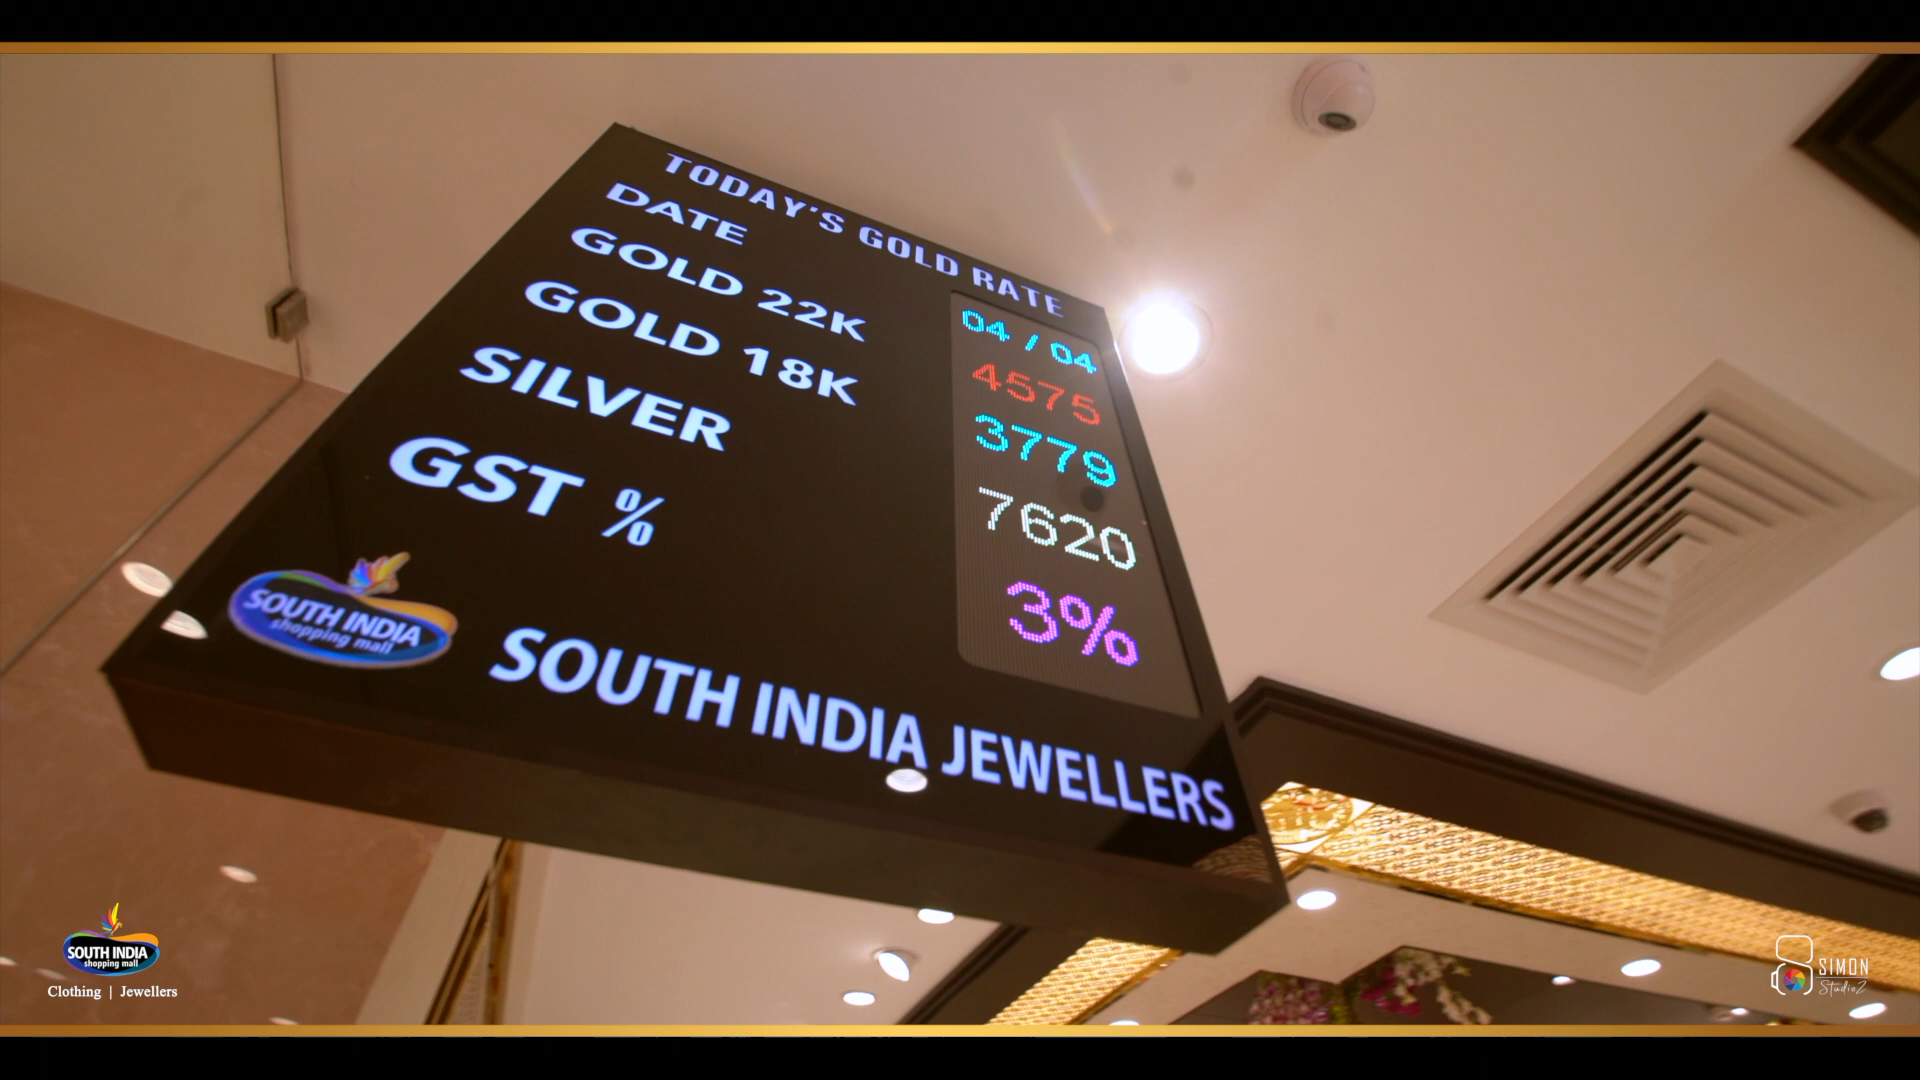 TODAY'S GOLD RATE
DATE 04 / 04
GOLD 22K 4575
GOLD 18K 3779
SILVER 7620
GST % 3%
SOUTH INDIA
shopping mall
SOUTH INDIA JEWELLERS
SOUTH INDIA
shopping mall
Clothing | Jewellers
SIMON
StudioZ